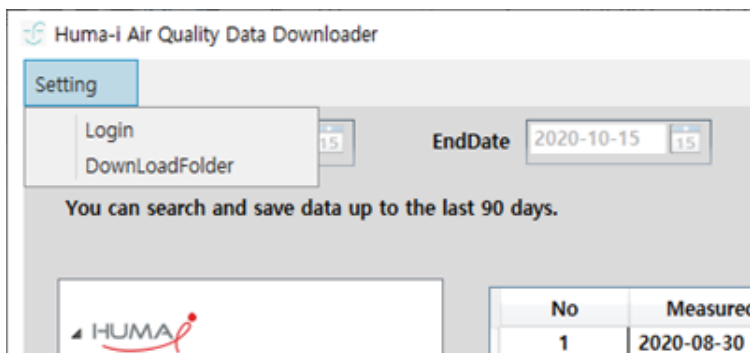 Huma-i Air Quality Data Downloader
Setting
Login
DownLoadFolder
15
EndDate 2020-10-15 15
You can search and save data up to the last 90 days.
HUMA i
No Measured
1 2020-08-30